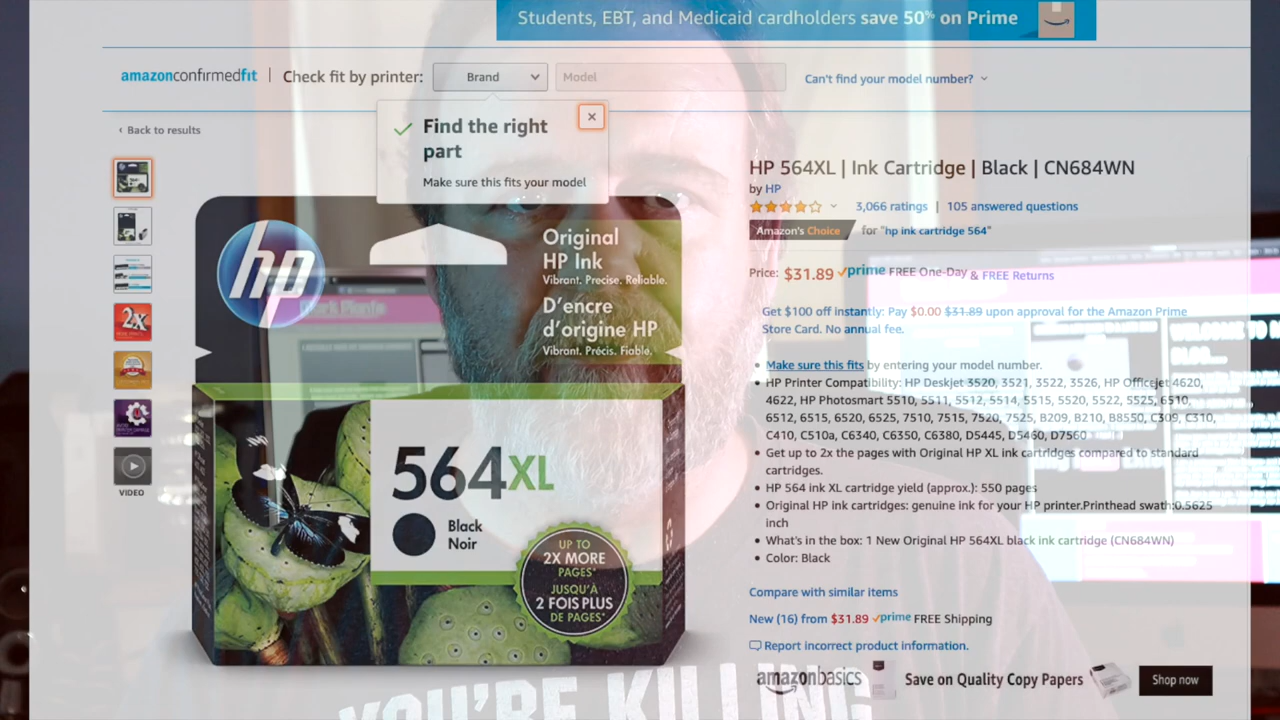 Students, EBT, and Medicaid cardholders save 50% on Prime
amazonconfirmedfit | Check fit by printer: Brand Model Can't find your model number?
‹ Back to results
Find the right
part
Make sure this fits your model
VIDEO
hp
Original
HP Ink
Vibrant. Precise. Reliable.
D'encre
d'origine HP
Vibrant. Précis. Fiable.
564XL
Black
Noir
UP TO
2X MORE
PAGES*
JUSQU'À
2 FOIS PLUS
DE PAGES*
2X
HP 564XL | Ink Cartridge | Black | CN684WN
by HP
3,066 ratings | 105 answered questions
Amazon's Choice for "hp ink cartridge 564"
Price: $31.89 prime FREE One-Day & FREE Returns
Get $100 off instantly: Pay $0.00 $31.89 upon approval for the Amazon Prime
Store Card. No annual fee.
• Make sure this fits by entering your model number.
• HP Printer Compatibility: HP Deskjet 3520, 3521, 3522, 3526, HP Officejet 4620,
4622, HP Photosmart 5510, 5511, 5512, 5514, 5515, 5520, 5522, 5525, 6510,
6512, 6515, 6520, 6525, 7510, 7515, 7520, 7525, B209, B210, B8550, C309, C310,
C410, C510a, C6340, C6350, C6380, D5445, D5460, D7560
• Get up to 2x the pages with Original HP XL ink cartridges compared to standard
cartridges.
• HP 564 ink XL cartridge yield (approx.): 550 pages
• Original HP ink cartridges: genuine ink for your HP printer.Printhead swath:0.5625
inch
• What's in the box: 1 New Original HP 564XL black ink cartridge (CN684WN)
• Color: Black
Compare with similar items
New (16) from $31.89 prime FREE Shipping
Report incorrect product information.
amazonbasics Save on Quality Copy Papers Shop now
YOU'RE KILLING